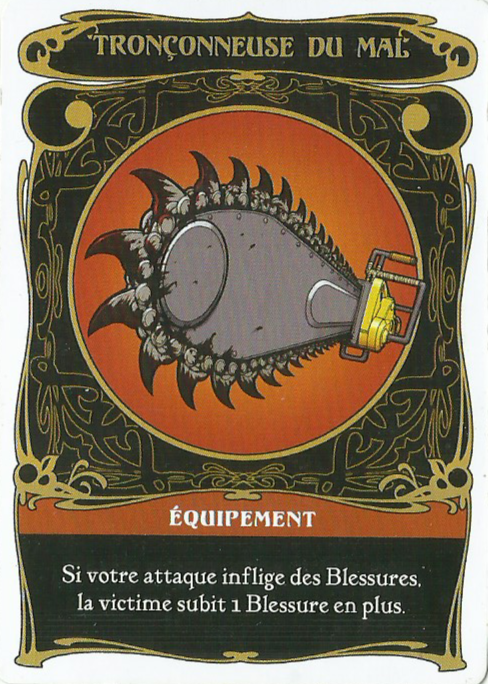 TRONÇONNEUSE DU MAL
ÉQUIPEMENT
Si votre attaque inflige des Blessures,
la victime subit 1 Blessure en plus.